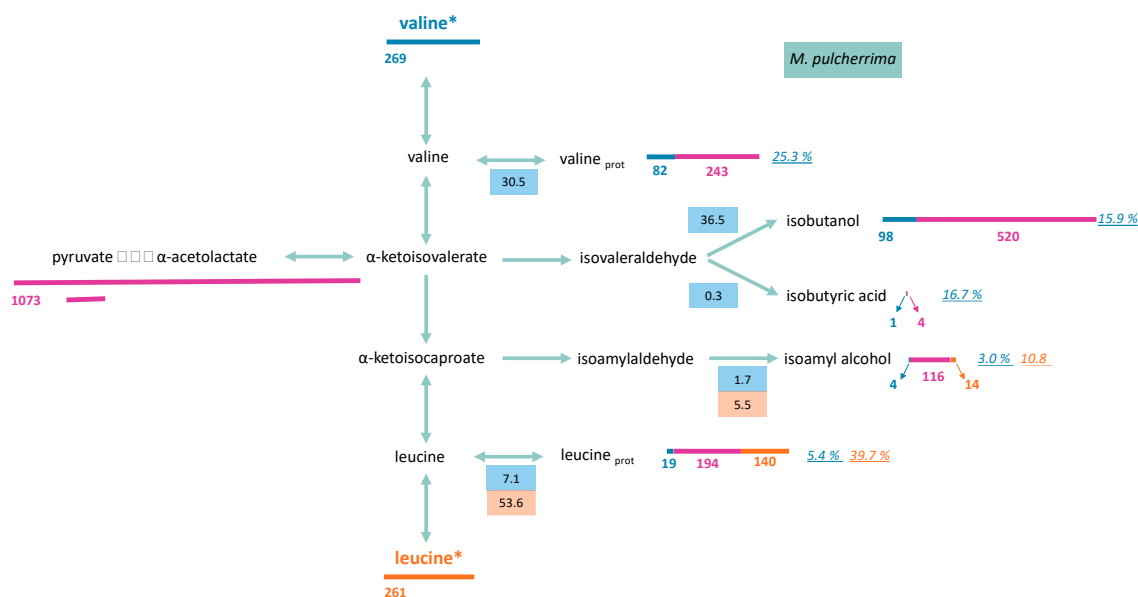 valine*
269
M. pulcherrima
valine
valine prot
82
243
25.3 %
30.5
36.5
isobutanol
98
520
15.9 %
pyruvate □□□ α-acetolactate
α-ketoisovalerate
isovaleraldehyde
1073
0.3
isobutyric acid
16.7 %
1
4
α-ketoisocaproate
isoamylaldehyde
isoamyl alcohol
3.0 %
10.8
4
116
14
1.7
5.5
leucine
leucine prot
19
194
140
5.4 %
39.7 %
7.1
53.6
leucine*
261